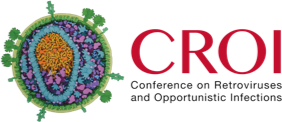 CROI
Conference on Retroviruses
and Opportunistic Infections